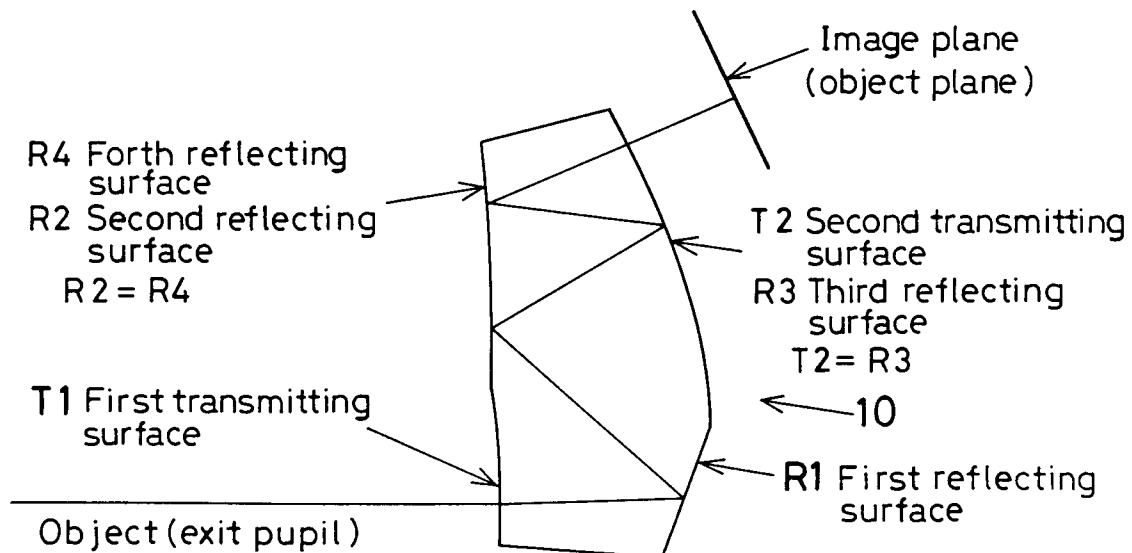 Image plane
(object plane)
R4 Forth reflecting
surface
R2 Second reflecting
surface
R2 = R4
T2 Second transmitting
surface
R3 Third reflecting
surface
T2 = R3
T1 First transmitting
surface
10
R1 First reflecting
surface
Object (exit pupil)